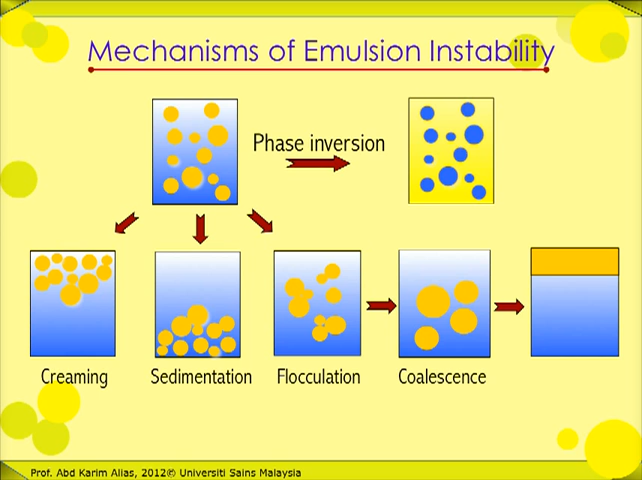 Mechanisms of Emulsion Instability
Phase inversion
Creaming
Sedimentation
Flocculation
Coalescence
Prof. Abd Karim Alias, 2012© Universiti Sains Malaysia